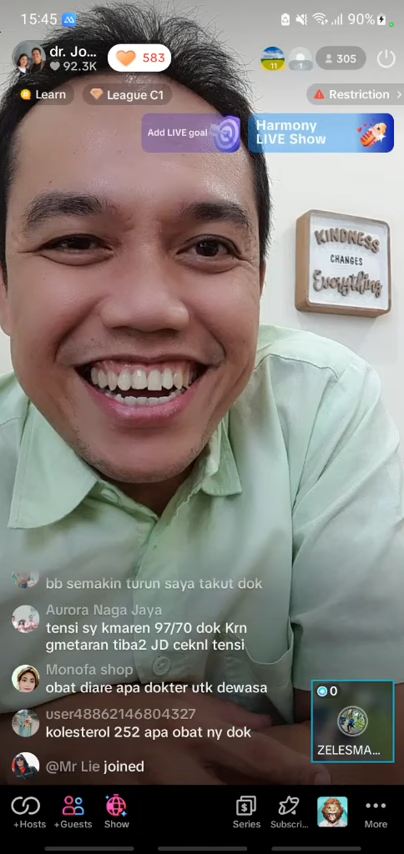 15:45
90%
dr. Jo...
92.3K
583
11
1
305
Learn
League C1
Restriction
Add LIVE goal
Harmony
LIVE Show
KINDNESS
CHANGES
Everything
bb semakin turun saya takut dok
Aurora Naga Jaya
tensi sy kmaren 97/70 dok Krn
gmetaran tiba2 JD ceknl tensi
Monofa shop
obat diare apa dokter utk dewasa
user48862146804327
kolesterol 252 apa obat ny dok
@Mr Lie joined
0
ZELESMA...
+Hosts
+Guests
Show
Series
Subscri...
More